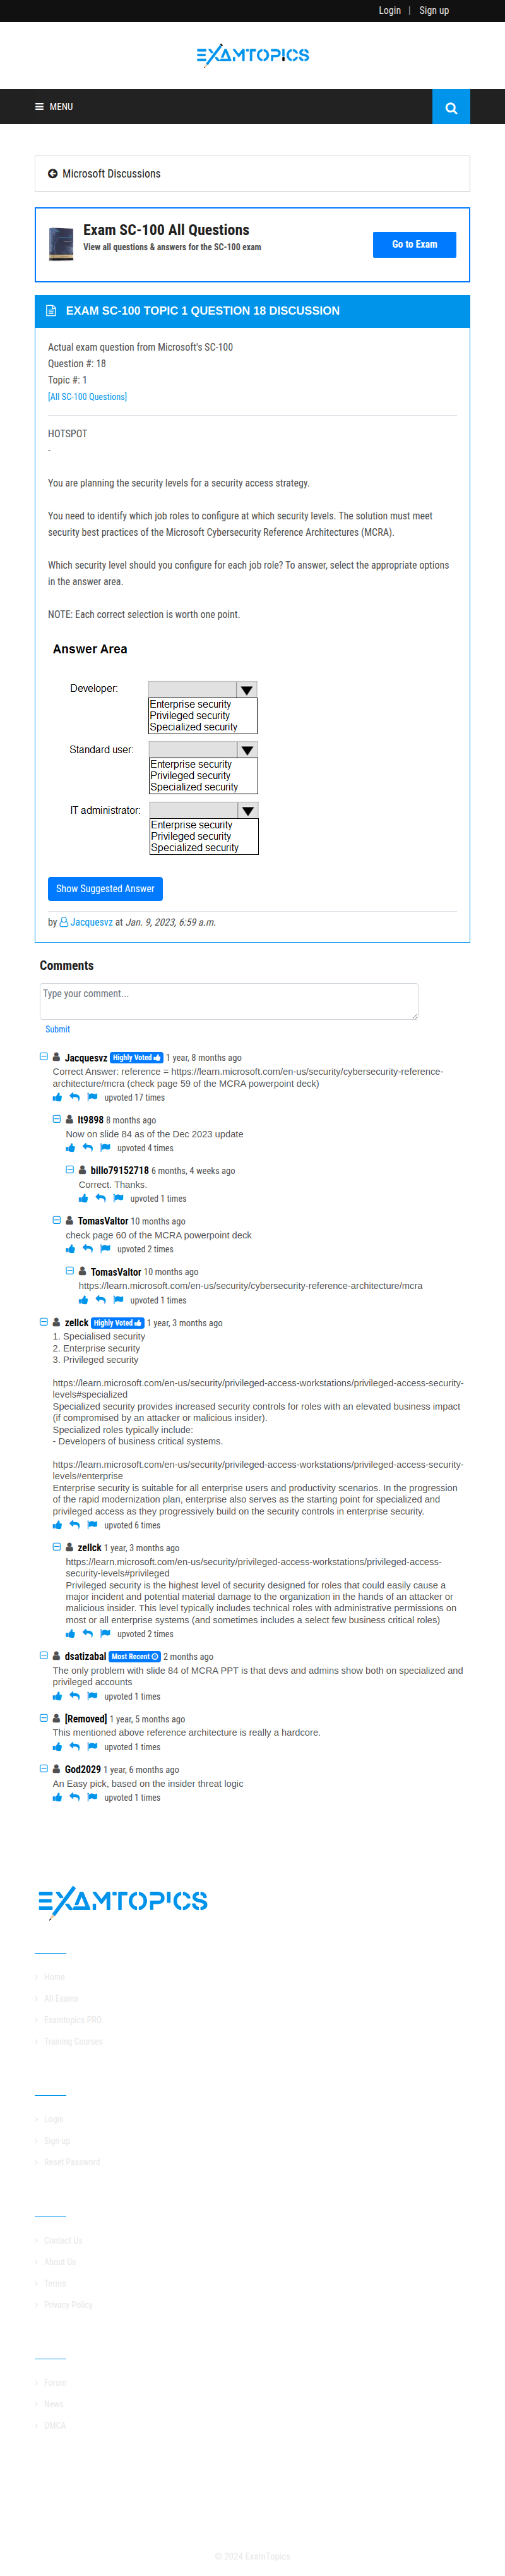 Login | Sign up
EXAMTOPICS
MENU
Microsoft Discussions
Exam SC-100 All Questions
View all questions & answers for the SC-100 exam
Go to Exam
EXAM SC-100 TOPIC 1 QUESTION 18 DISCUSSION
Actual exam question from Microsoft's SC-100
Question #: 18
Topic #: 1
[All SC-100 Questions]
HOTSPOT
-
You are planning the security levels for a security access strategy.
You need to identify which job roles to configure at which security levels. The solution must meet
security best practices of the Microsoft Cybersecurity Reference Architectures (MCRA).
Which security level should you configure for each job role? To answer, select the appropriate options
in the answer area.
NOTE: Each correct selection is worth one point.
Answer Area
Developer:
Enterprise security
Privileged security
Specialized security
Standard user:
Enterprise security
Privileged security
Specialized security
IT administrator:
Enterprise security
Privileged security
Specialized security
Show Suggested Answer
by Jacquesvz at Jan. 9, 2023, 6:59 a.m.
Comments
Type your comment...
Submit
Jacquesvz Highly Voted 1 year, 8 months ago
Correct Answer: reference = https://learn.microsoft.com/en-us/security/cybersecurity-reference-
architecture/mcra (check page 59 of the MCRA powerpoint deck)
upvoted 17 times
lt9898 8 months ago
Now on slide 84 as of the Dec 2023 update
upvoted 4 times
billo79152718 6 months, 4 weeks ago
Correct. Thanks.
upvoted 1 times
TomasValtor 10 months ago
check page 60 of the MCRA powerpoint deck
upvoted 2 times
TomasValtor 10 months ago
https://learn.microsoft.com/en-us/security/cybersecurity-reference-architecture/mcra
upvoted 1 times
zellck Highly Voted 1 year, 3 months ago
1. Specialised security
2. Enterprise security
3. Privileged security
https://learn.microsoft.com/en-us/security/privileged-access-workstations/privileged-access-security-
levels#specialized
Specialized security provides increased security controls for roles with an elevated business impact
(if compromised by an attacker or malicious insider).
Specialized roles typically include:
- Developers of business critical systems.
https://learn.microsoft.com/en-us/security/privileged-access-workstations/privileged-access-security-
levels#enterprise
Enterprise security is suitable for all enterprise users and productivity scenarios. In the progression
of the rapid modernization plan, enterprise also serves as the starting point for specialized and
privileged access as they progressively build on the security controls in enterprise security.
upvoted 6 times
zellck 1 year, 3 months ago
https://learn.microsoft.com/en-us/security/privileged-access-workstations/privileged-access-
security-levels#privileged
Privileged security is the highest level of security designed for roles that could easily cause a
major incident and potential material damage to the organization in the hands of an attacker or
malicious insider. This level typically includes technical roles with administrative permissions on
most or all enterprise systems (and sometimes includes a select few business critical roles)
upvoted 2 times
dsatizabal Most Recent 2 months ago
The only problem with slide 84 of MCRA PPT is that devs and admins show both on specialized and
privileged accounts
upvoted 1 times
[Removed] 1 year, 5 months ago
This mentioned above reference architecture is really a hardcore.
upvoted 1 times
God2029 1 year, 6 months ago
An Easy pick, based on the insider threat logic
upvoted 1 times
EXAMTOPICS
Home
All Exams
Examtopics PRO
Training Courses
Login
Sign up
Reset Password
Contact Us
About Us
Terms
Privacy Policy
Forum
News
DMCA
© 2024 ExamTopics